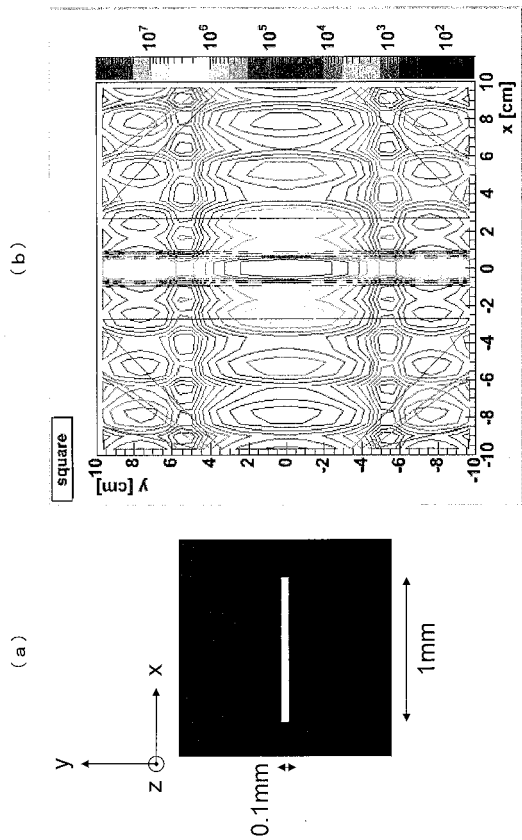 (a)
y
z
x
0.1mm
1mm
(b)
square
y [cm]
10
8
6
4
2
0
-2
-4
-6
-8
-10
-10 -8 -6 -4 -2 0 2 4 6 8 10
x [cm]
10⁷
10⁶
10⁵
10⁴
10³
10²